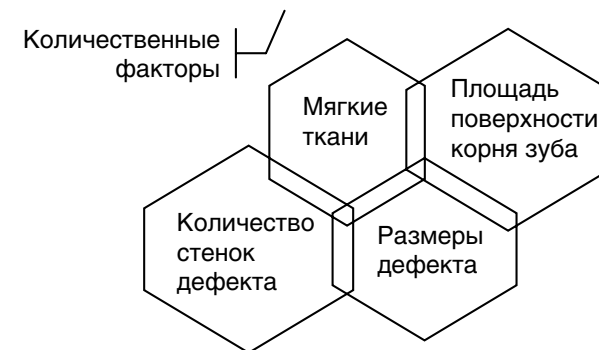 Количественные
факторы
Мягкие
ткани
Площадь
поверхности
корня зуба
Количество
стенок
дефекта
Размеры
дефекта